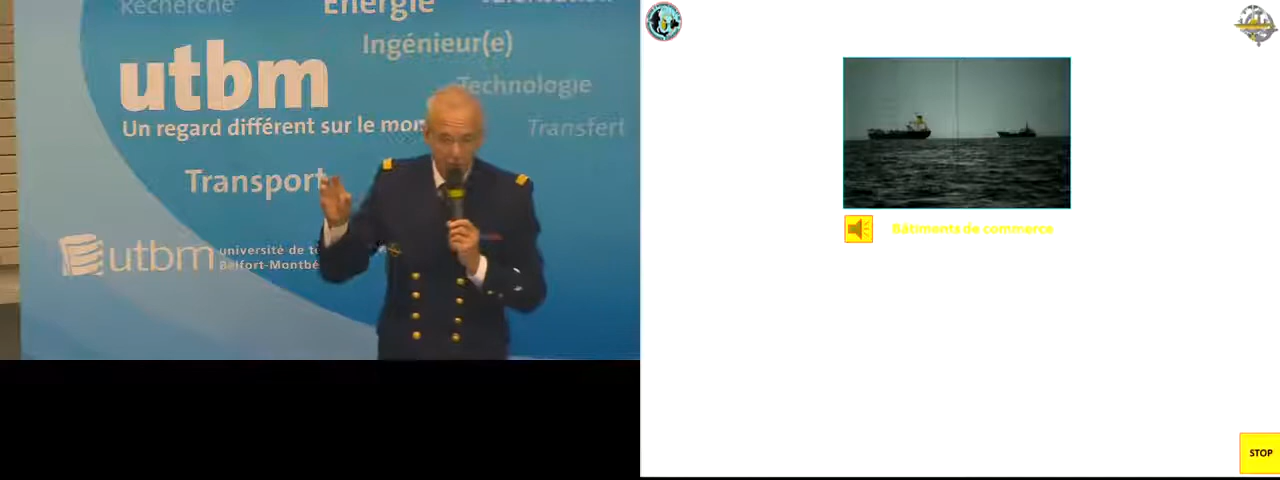 Recherche
Énergie
Valorisation
Ingénieur(e)
utbm
Technologie
Un regard différent sur le mon
Transfert
Transport
utbm
université de te
Belfort-Montbé
Bâtiments de commerce
STOP